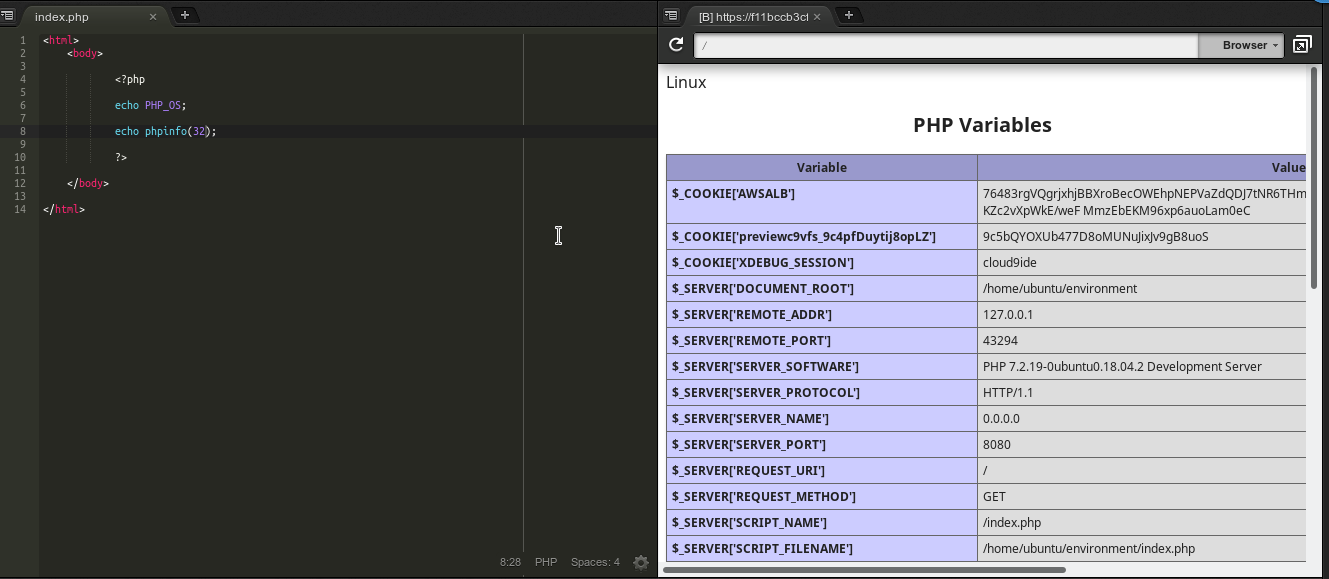 index.php ×
1 <html>
2 <body>
3
4 <?php
5
6 echo PHP_OS;
7
8 echo phpinfo(32);
9
10 ?>
11
12 </body>
13
14 </html>
8:28 PHP Spaces: 4
[B] https://f11bccb3ct ×
/ Browser
Linux
PHP Variables
Variable Value
$_COOKIE['AWSALB'] 76483rgVQgrjxhjBBXroBecOWEhpNEPVaZdQDJ7tNR6THm
KZc2vXpWkE/weF MmzEbEKM96xp6auoLam0eC
$_COOKIE['previewc9vfs_9c4pfDuytij8opLZ'] 9c5bQYOXUb477D8oMUNuJixJv9gB8uoS
$_COOKIE['XDEBUG_SESSION'] cloud9ide
$_SERVER['DOCUMENT_ROOT'] /home/ubuntu/environment
$_SERVER['REMOTE_ADDR'] 127.0.0.1
$_SERVER['REMOTE_PORT'] 43294
$_SERVER['SERVER_SOFTWARE'] PHP 7.2.19-0ubuntu0.18.04.2 Development Server
$_SERVER['SERVER_PROTOCOL'] HTTP/1.1
$_SERVER['SERVER_NAME'] 0.0.0.0
$_SERVER['SERVER_PORT'] 8080
$_SERVER['REQUEST_URI'] /
$_SERVER['REQUEST_METHOD'] GET
$_SERVER['SCRIPT_NAME'] /index.php
$_SERVER['SCRIPT_FILENAME'] /home/ubuntu/environment/index.php